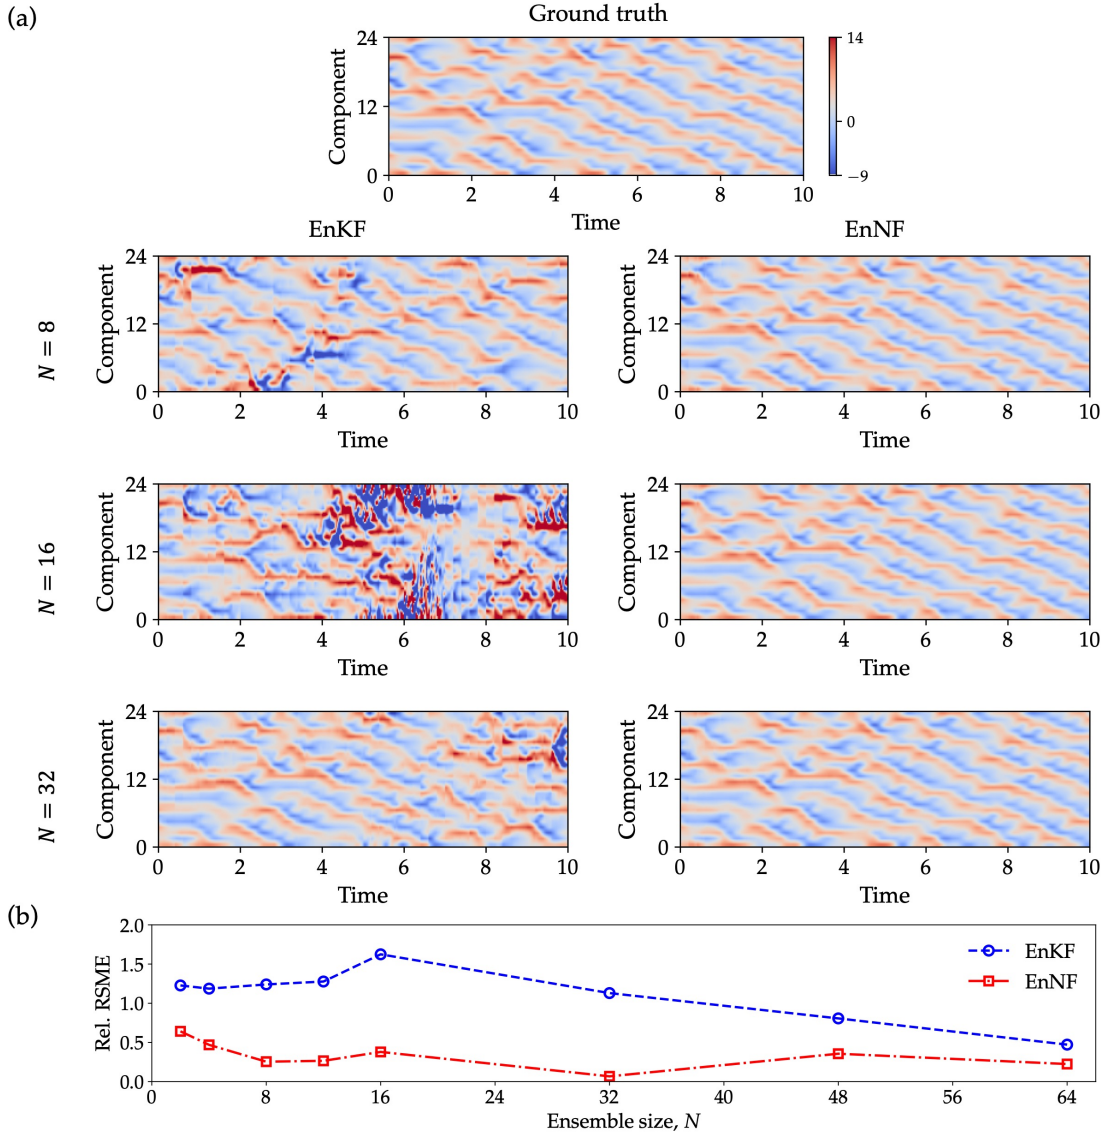 (a)
Ground truth
24
12
0
Component
0 2 4 6 8 10
Time
14
0
−9
EnKF
EnNF
N = 8
Component
24
12
0
0 2 4 6 8 10
Time
Component
24
12
0
0 2 4 6 8 10
Time
N = 16
Component
24
12
0
0 2 4 6 8 10
Time
Component
24
12
0
0 2 4 6 8 10
Time
N = 32
Component
24
12
0
0 2 4 6 8 10
Time
Component
24
12
0
0 2 4 6 8 10
Time
(b)
Rel. RSME
2.0
1.5
1.0
0.5
0.0
EnKF
EnNF
0 8 16 24 32 40 48 56 64
Ensemble size, N